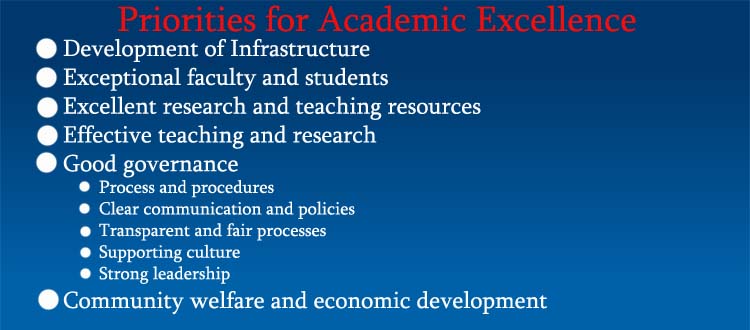 Priorities for Academic Excellence
Development of Infrastructure
Exceptional faculty and students
Excellent research and teaching resources
Effective teaching and research
Good governance
Process and procedures
Clear communication and policies
Transparent and fair processes
Supporting culture
Strong leadership
Community welfare and economic development